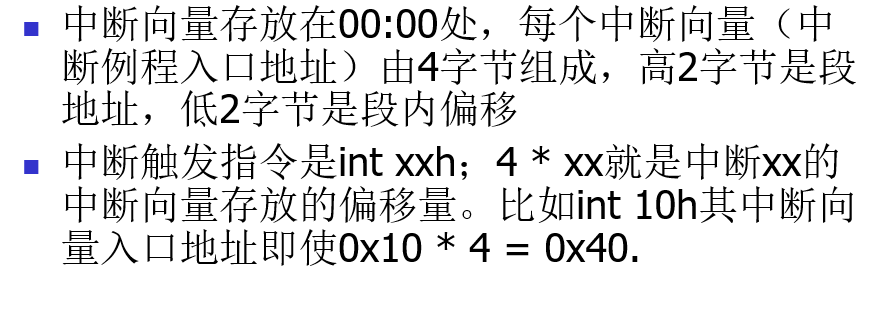 中断向量存放在00:00处，每个中断向量（中
断例程入口地址）由4字节组成，高2字节是段
地址，低2字节是段内偏移
中断触发指令是int xxh；4 * xx就是中断xx的
中断向量存放的偏移量。比如int 10h其中断向
量入口地址即使0x10 * 4 = 0x40.